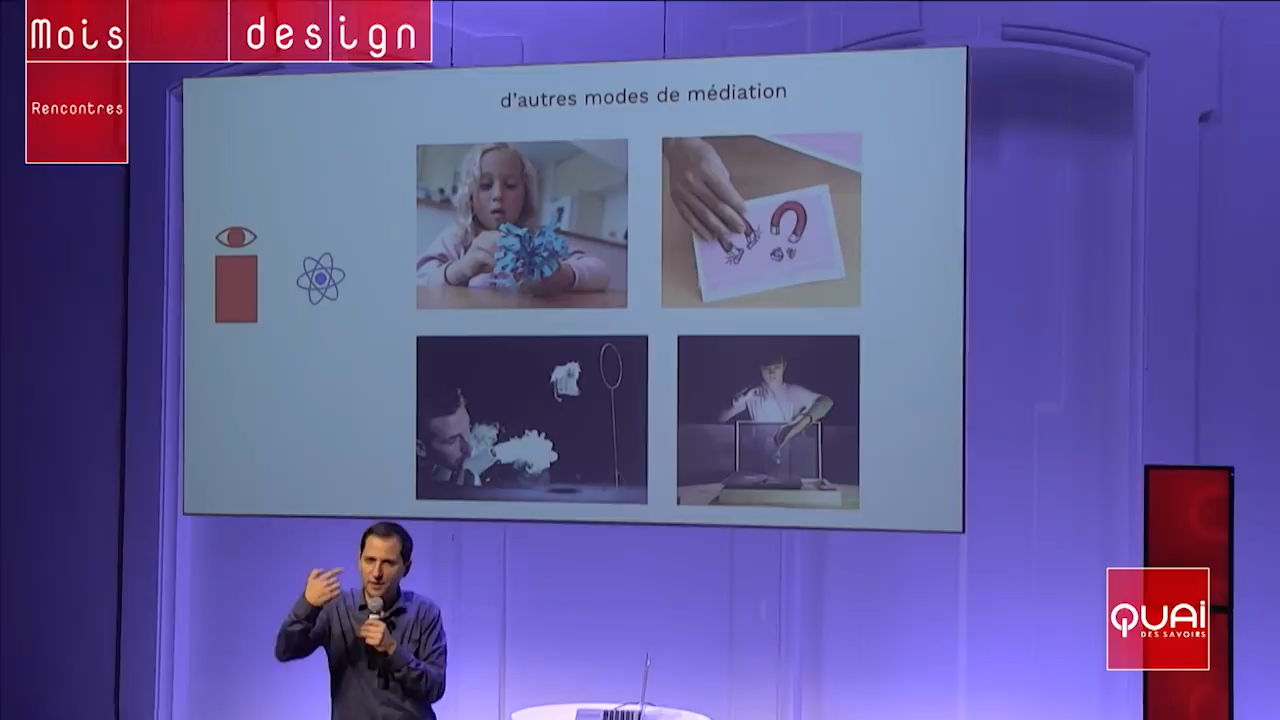 Mois design
Rencontres
d'autres modes de médiation
QUAi
DES SAVOIRS